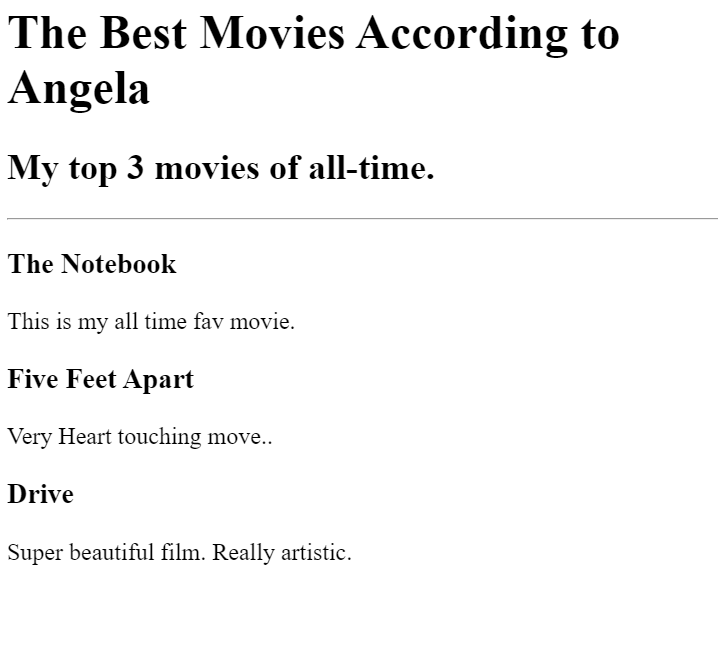 The Best Movies According to
Angela
My top 3 movies of all-time.
The Notebook
This is my all time fav movie.
Five Feet Apart
Very Heart touching move..
Drive
Super beautiful film. Really artistic.